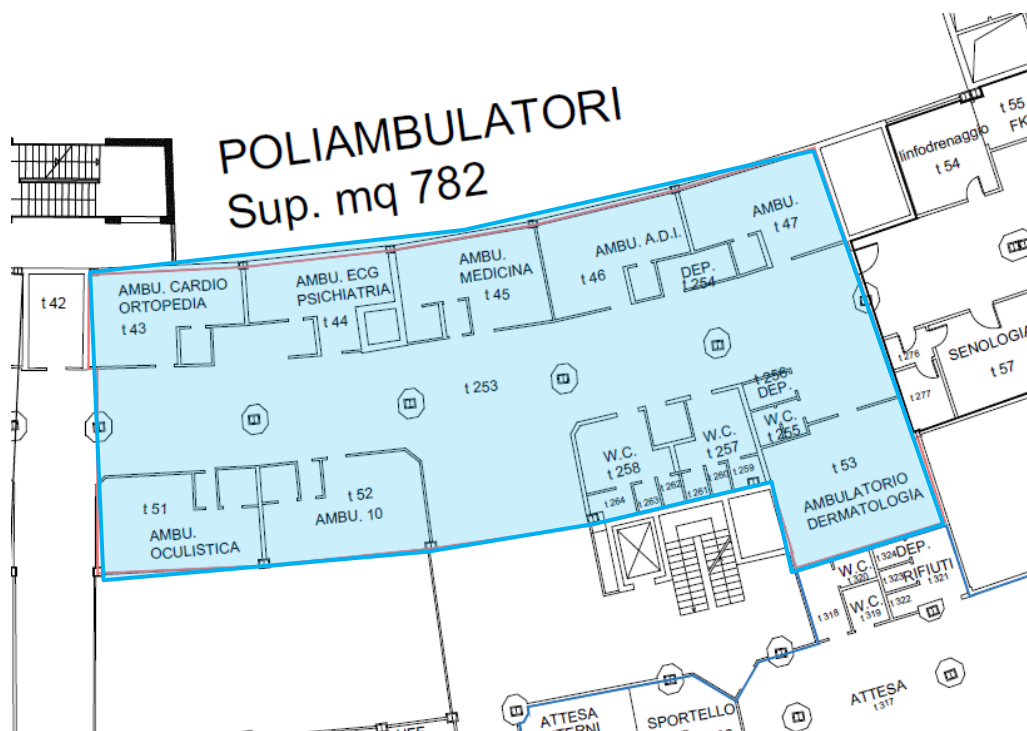 POLIAMBULATORI
Sup. mq 782
t 55
FK
linfodrenaggio
t 54
AMBU.
t 47
AMBU. A.D.I.
t 46
DEP.
t 254
AMBU.
MEDICINA
t 45
AMBU. ECG
PSICHIATRIA
t 44
AMBU. CARDIO
ORTOPEDIA
t 43
t 42
t 253
t 276
SENOLOGIA
t 57
t 277
t 256
DEP.
W.C.
t 255
W.C.
t 257
W.C.
t 258
t 259
t 260
t 261
t 262
t 263
t 264
t 53
AMBULATORIO
DERMATOLOGIA
t 51
AMBU.
OCULISTICA
t 52
AMBU. 10
W.C.
t 320
t 324
DEP.
RIFIUTI
t 323
t 321
t 322
W.C.
t 319
t 318
ATTESA
t 317
ATTESA
SPORTELLO